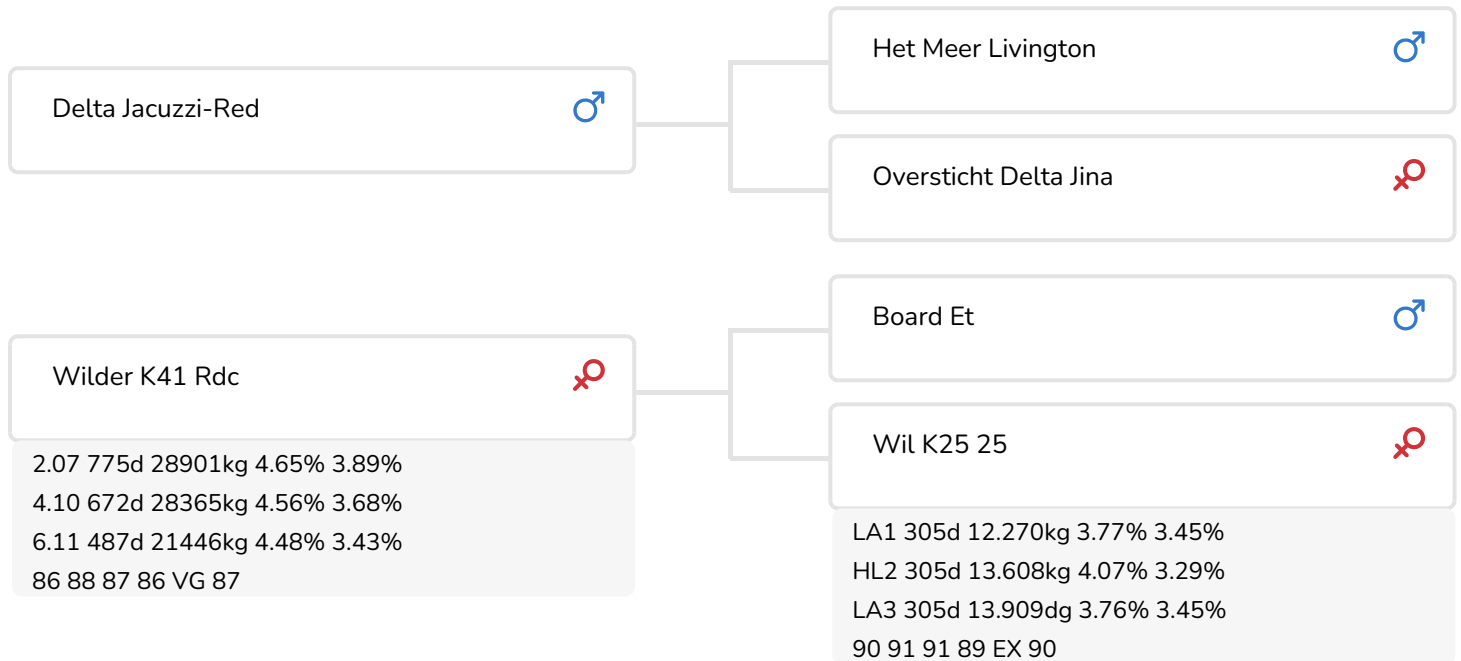 Delta Jacuzzi-Red
Het Meer Livington
Oversticht Delta Jina
Wilder K41 Rdc
2.07 775d 28901kg 4.65% 3.89%
4.10 672d 28365kg 4.56% 3.68%
6.11 487d 21446kg 4.48% 3.43%
86 88 87 86 VG 87
Board Et
Wil K25 25
LA1 305d 12.270kg 3.77% 3.45%
HL2 305d 13.608kg 4.07% 3.29%
LA3 305d 13.909dg 3.76% 3.45%
90 91 91 89 EX 90